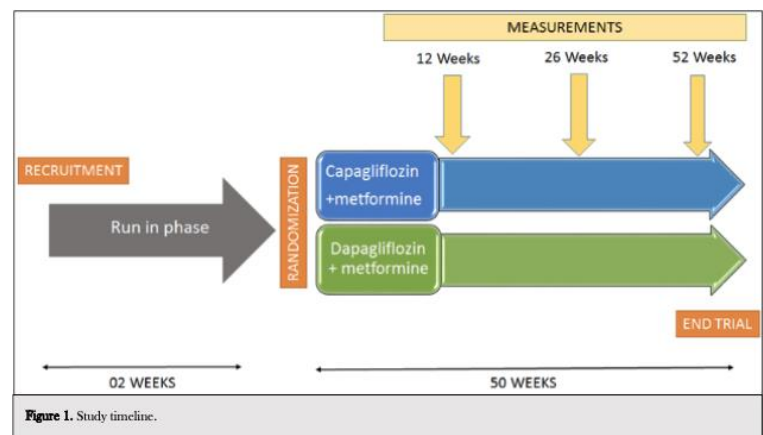 MEASUREMENTS
12 Weeks
26 Weeks
52 Weeks
RECRUITMENT
Run in phase
RANDOMIZATION
Capagliflozin
+metformine
Dapagliflozin
+ metformine
END TRIAL
02 WEEKS
50 WEEKS
Figure 1. Study timeline.